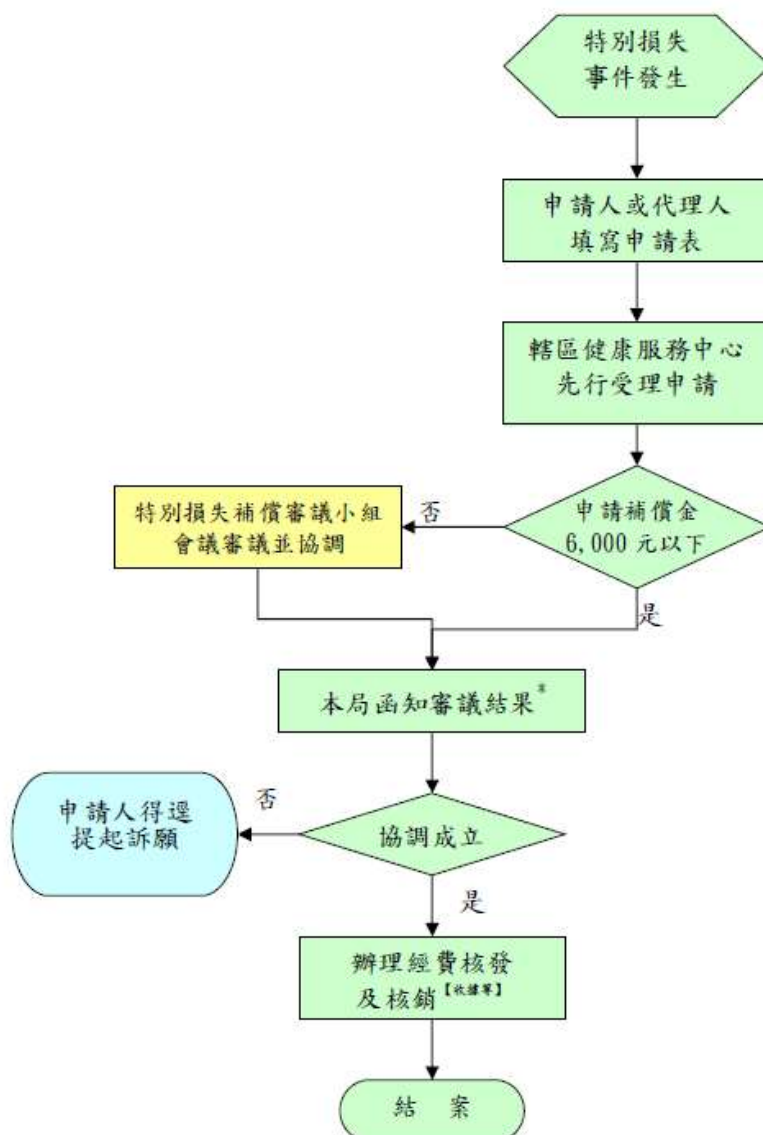 特別損失
事件發生
申請人或代理人
填寫申請表
轄區健康服務中心
先行受理申請
申請補償金
6,000 元以下
否
特別損失補償審議小組
會議審議並協調
是
本局函知審議結果*
協調成立
否
申請人得逕
提起訴願
是
辦理經費核發
及核銷【收據等】
結 案